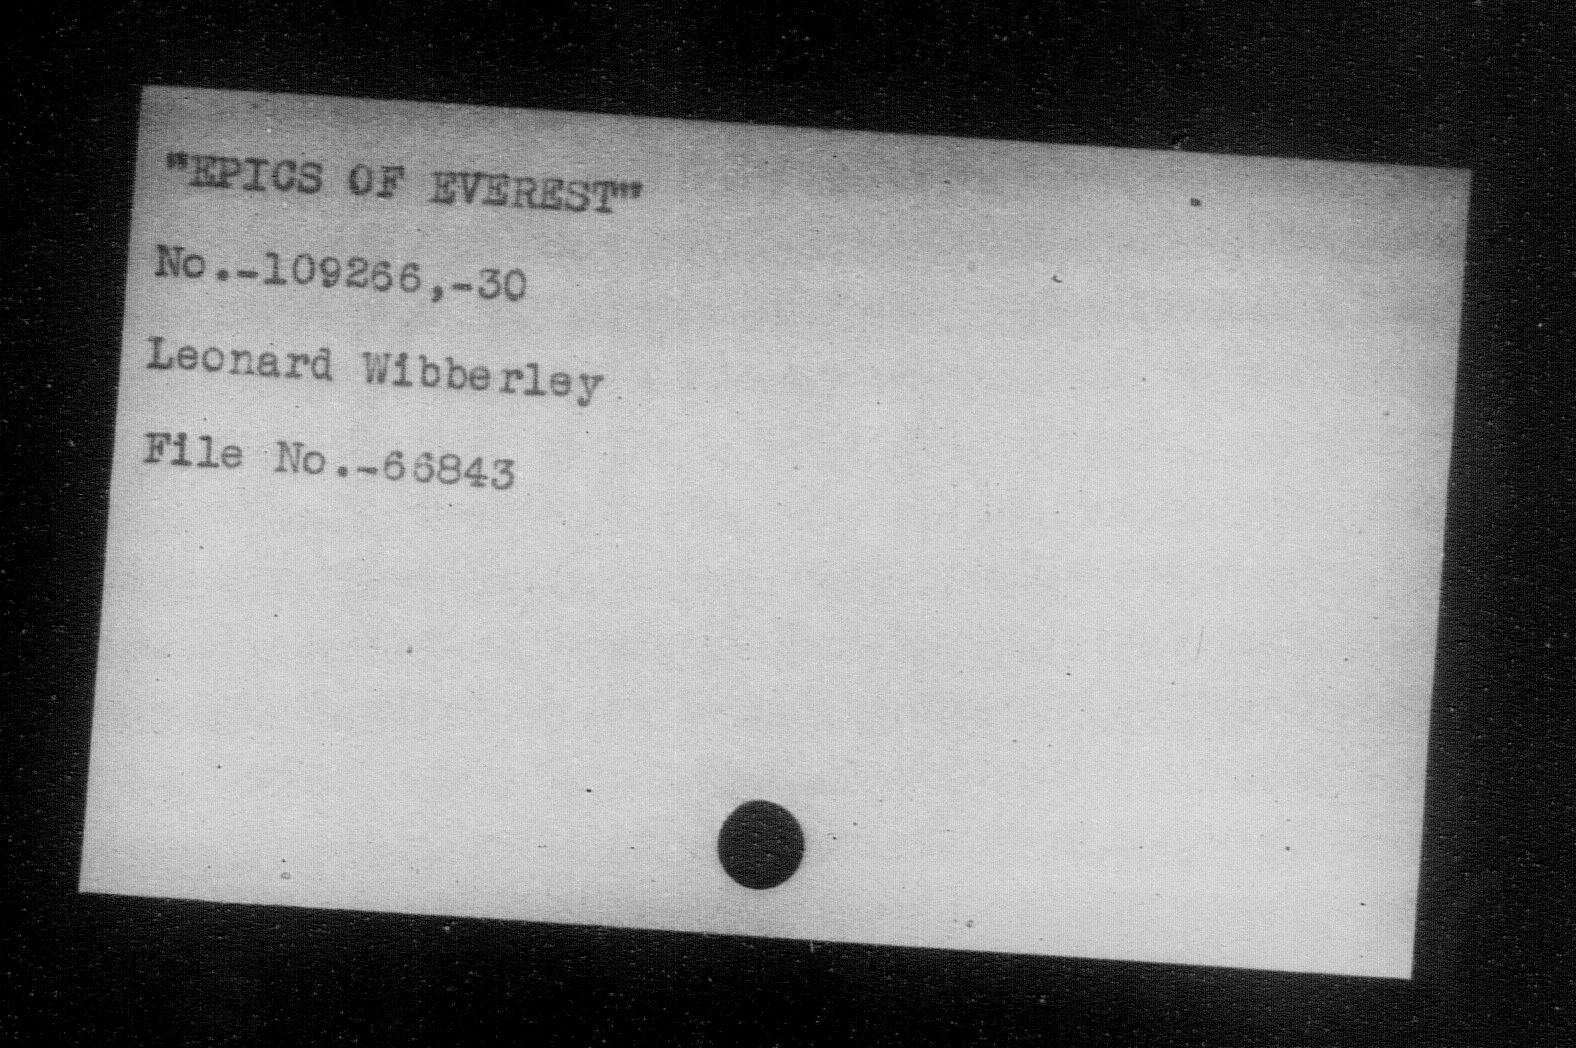 "'EPICS OF EVEREST'"
No.-109266,-30
Leonard Wibberley
File No.-66843